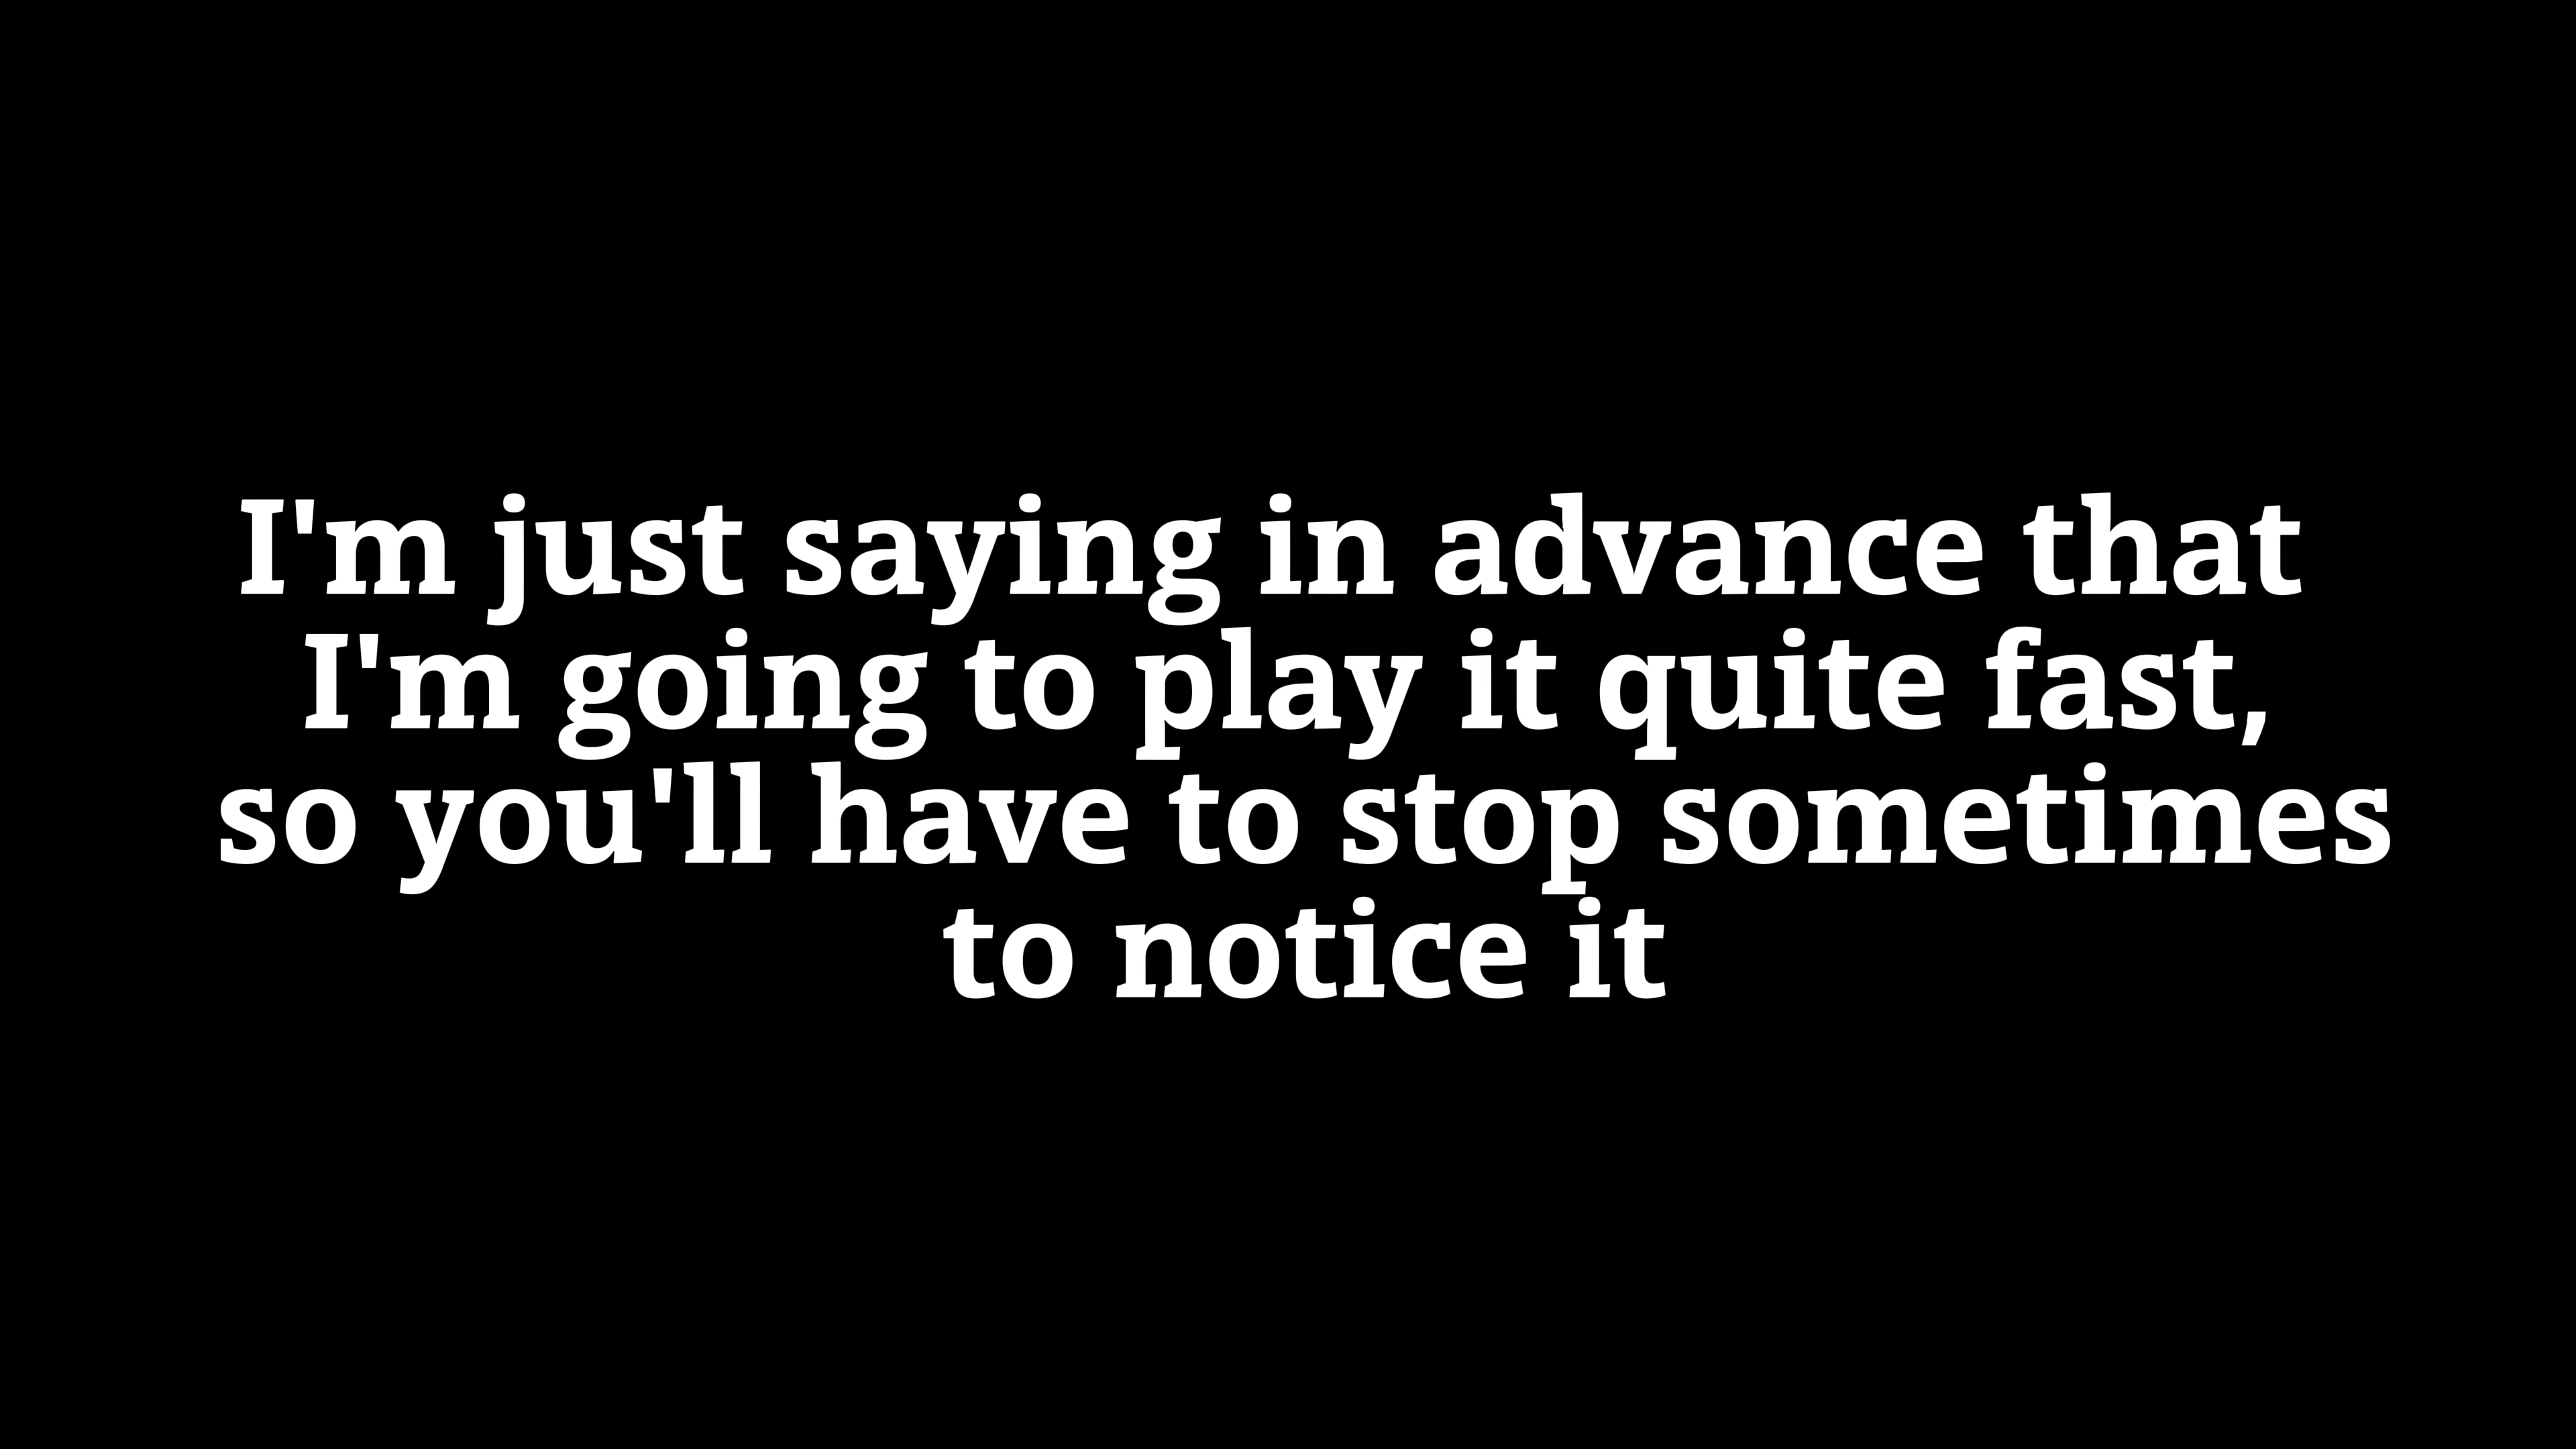 I'm just saying in advance that
I'm going to play it quite fast,
so you'll have to stop sometimes
to notice it